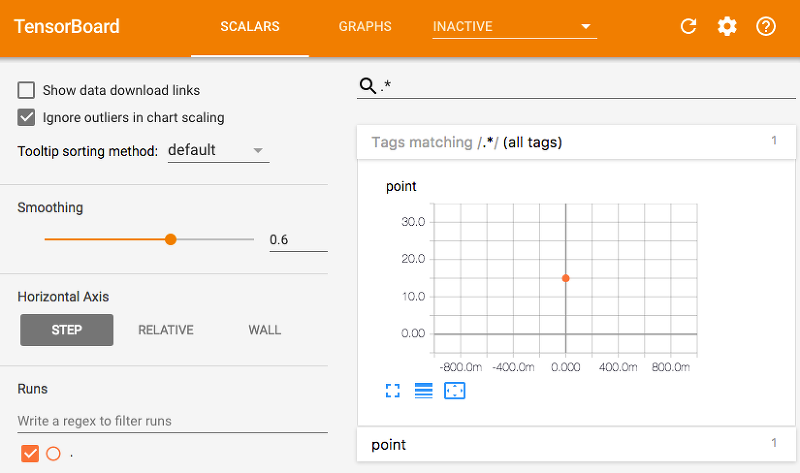 TensorBoard
SCALARS
GRAPHS
INACTIVE
Show data download links
Ignore outliers in chart scaling
Tooltip sorting method: default
Smoothing
0.6
Horizontal Axis
STEP
RELATIVE
WALL
Runs
Write a regex to filter runs
.
.*
Tags matching /.*/ (all tags)
1
point
30.0
20.0
10.0
0.00
-800.0m -400.0m 0.000 400.0m 800.0m
point
1